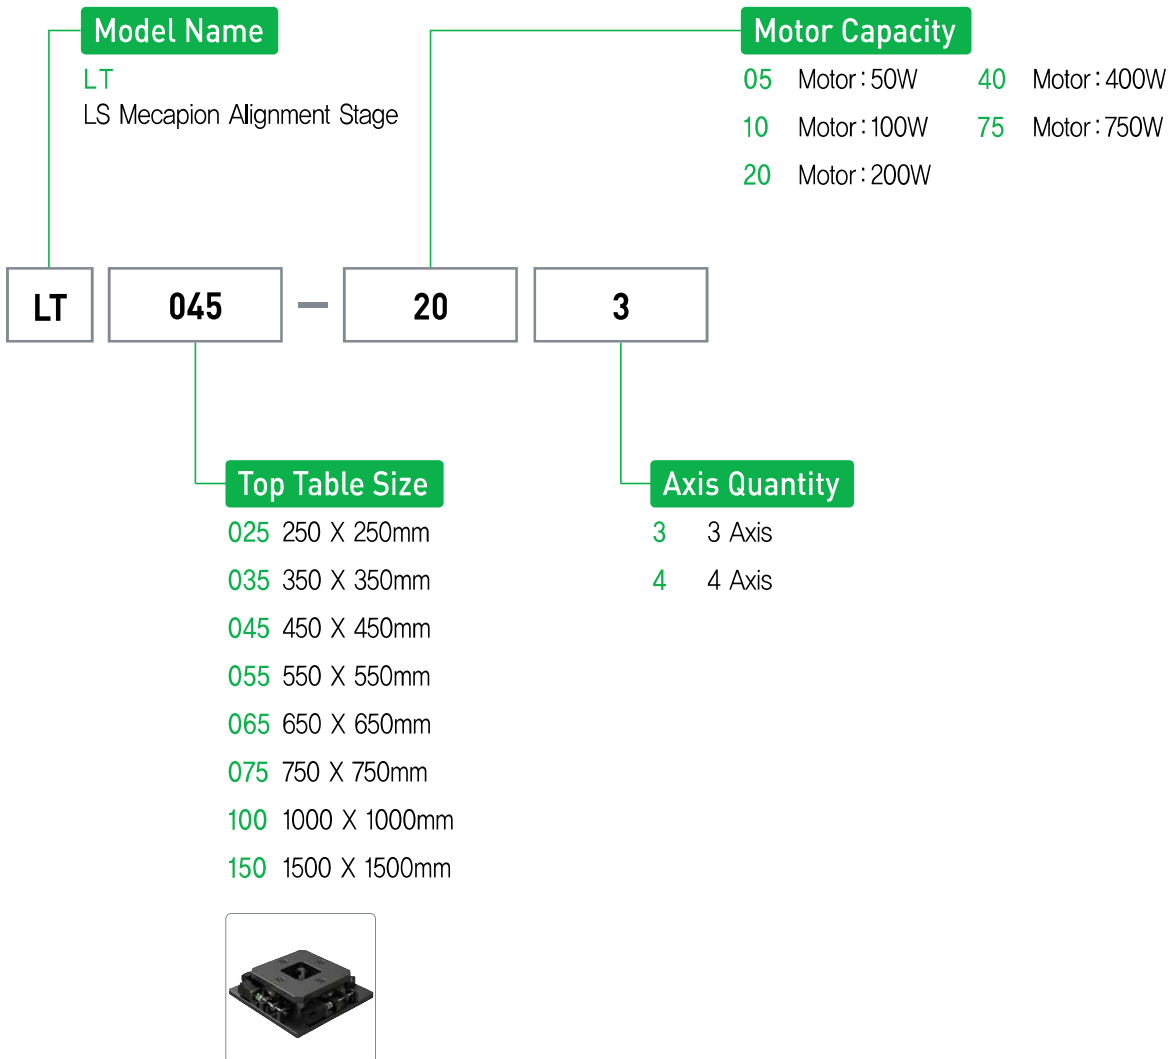 Model Name
LT
LS Mecapion Alignment Stage
Motor Capacity
05 Motor : 50W 40 Motor : 400W
10 Motor : 100W 75 Motor : 750W
20 Motor : 200W
LT 045 — 20 3
Top Table Size
025 250 X 250mm
035 350 X 350mm
045 450 X 450mm
055 550 X 550mm
065 650 X 650mm
075 750 X 750mm
100 1000 X 1000mm
150 1500 X 1500mm
Axis Quantity
3 3 Axis
4 4 Axis